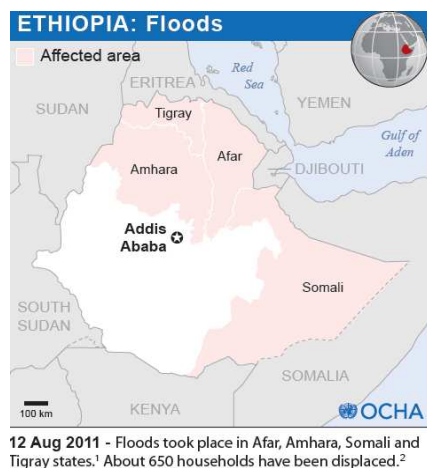 ETHIOPIA: Floods
Affected area
Red
Sea
ERITREA
SUDAN
YEMEN
Tigray
Gulf of
Aden
Afar
Amhara
DJIBOUTI
Addis
Ababa
Somali
SOUTH
SUDAN
SOMALIA
100 km
KENYA
OCHA
12 Aug 2011 - Floods took place in Afar, Amhara, Somali and
Tigray states.¹ About 650 households have been displaced.²